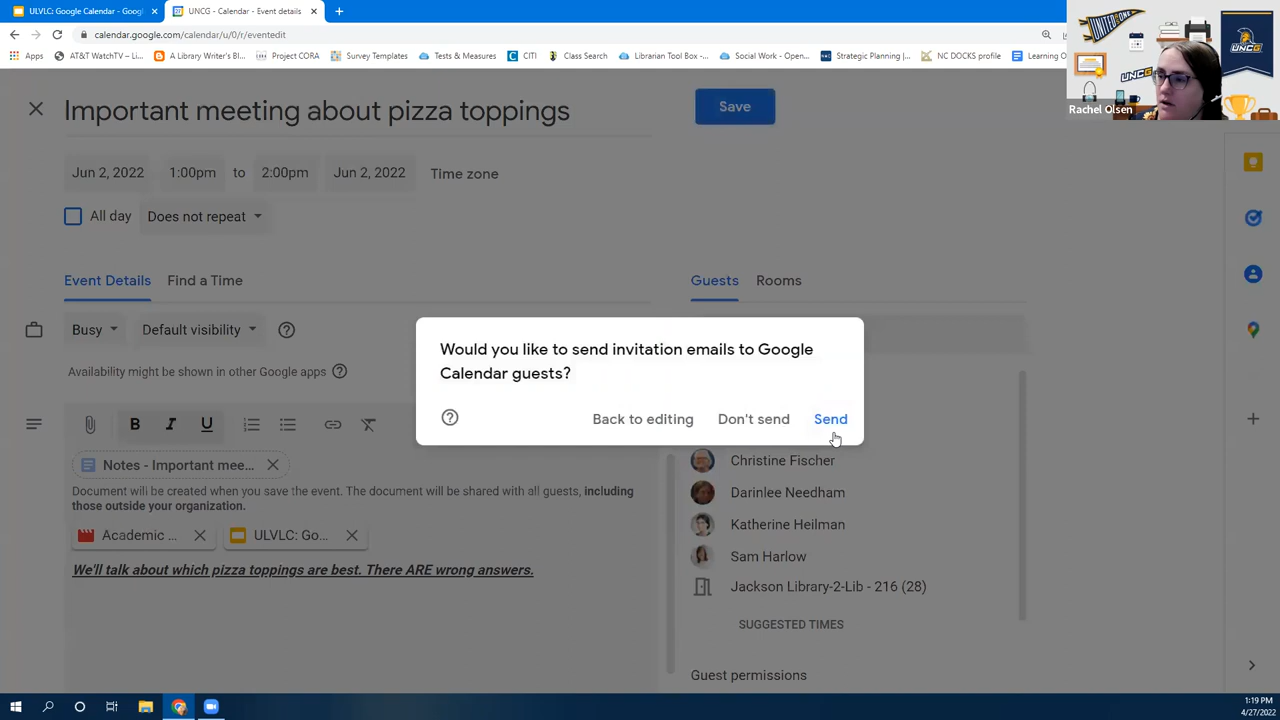 ULVLC: Google Calendar - Googl
UNCG - Calendar - Event details
calendar.google.com/calendar/u/0/r/eventedit
Apps
AT&T WatchTV – Li...
A Library Writer's Bl...
Project CORA
Survey Templates
Tests & Measures
CITI
Class Search
Librarian Tool Box -...
Social Work - Open...
Strategic Planning |...
NC DOCKS profile
Learning O
UNITED
ONE
UNCG
UNCG
Rachel Olsen
Important meeting about pizza toppings
Save
Jun 2, 2022
1:00pm
to
2:00pm
Jun 2, 2022
Time zone
All day
Does not repeat
Event Details
Find a Time
Guests
Rooms
Busy
Default visibility
Availability might be shown in other Google apps
Would you like to send invitation emails to Google
Calendar guests?
Back to editing
Don't send
Send
B I U
Notes - Important mee...
Document will be created when you save the event. The document will be shared with all guests, including
those outside your organization.
Academic ...
ULVLC: Go...
We'll talk about which pizza toppings are best. There ARE wrong answers.
Christine Fischer
Darinlee Needham
Katherine Heilman
Sam Harlow
Jackson Library-2-Lib - 216 (28)
SUGGESTED TIMES
Guest permissions
1:19 PM
4/27/2022